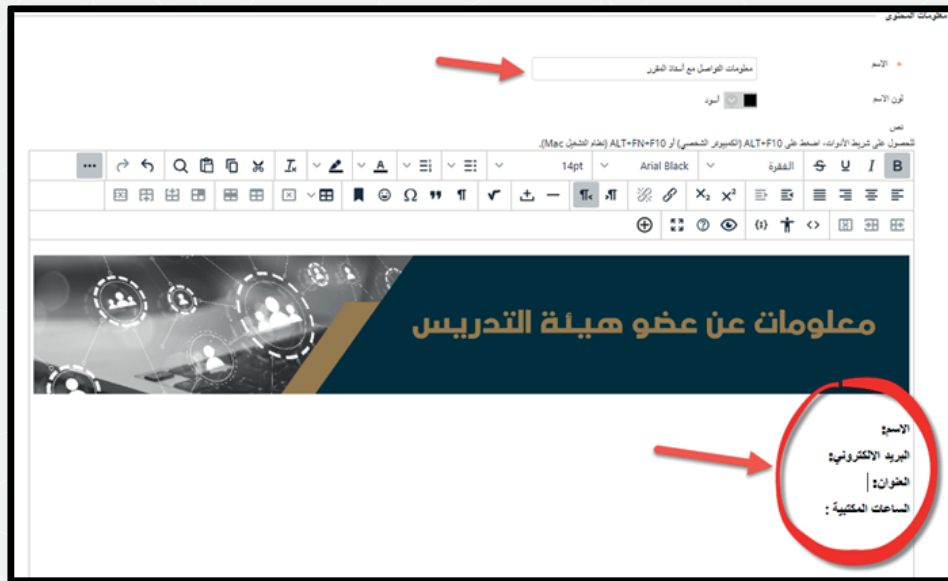 معلومات المحتوى
* الاسم
معلومات التواصل مع أستاذ المقرر
لون الاسم
أسود
نص
للحصول على شريط الأدوات، اضغط على ALT+F10 (الكمبيوتر الشخصي) أو ALT+FN+F10 (نظام التشغيل Mac).
B I U S الفقرة Arial Black 14pt
معلومات عن عضو هيئة التدريس
الاسم:
البريد الالكتروني:
العنوان:
الساعات المكتبية :